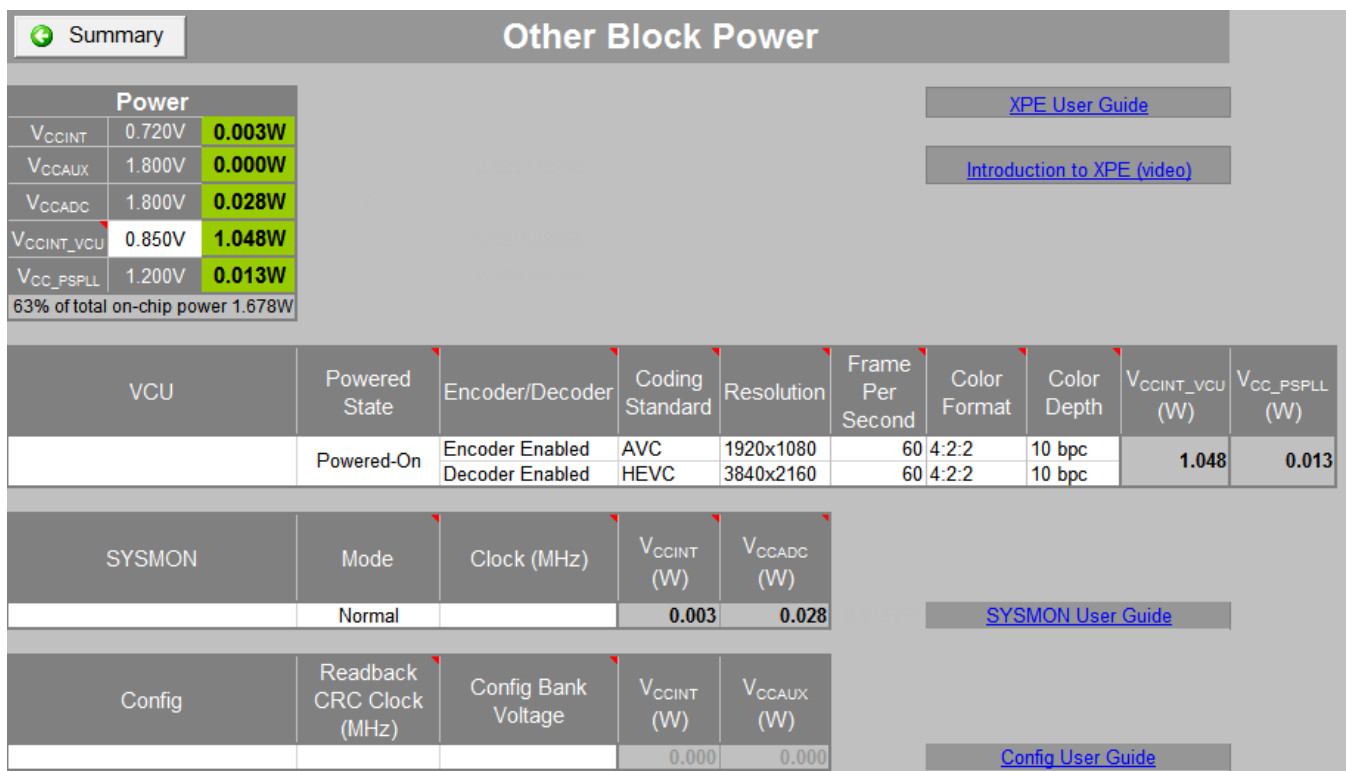 Summary
Other Block Power
Power
VCCINT 0.720V 0.003W
VCCAUX 1.800V 0.000W
VCCADC 1.800V 0.028W
VCCINT_VCU 0.850V 1.048W
VCC_PSPLL 1.200V 0.013W
63% of total on-chip power 1.678W
XPE User Guide
Introduction to XPE (video)
VCU Powered State Encoder/Decoder Coding Standard Resolution Frame Per Second Color Format Color Depth VCCINT_VCU (W) VCC_PSPLL (W)
Powered-On
Encoder Enabled AVC 1920x1080 60 4:2:2 10 bpc
Decoder Enabled HEVC 3840x2160 60 4:2:2 10 bpc
1.048 0.013
SYSMON Mode Clock (MHz) VCCINT (W) VCCADC (W)
Normal 0.003 0.028
SYSMON User Guide
Config Readback CRC Clock (MHz) Config Bank Voltage VCCINT (W) VCCAUX (W)
0.000 0.000
Config User Guide